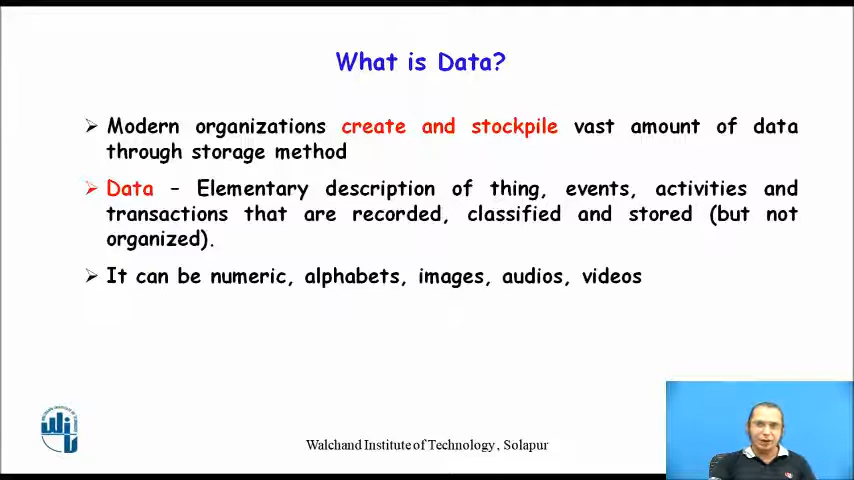 What is Data?
➢ Modern organizations create and stockpile vast amount of data
through storage method
➢ Data – Elementary description of thing, events, activities and
transactions that are recorded, classified and stored (but not
organized).
➢ It can be numeric, alphabets, images, audios, videos
Walchand Institute of Technology, Solapur